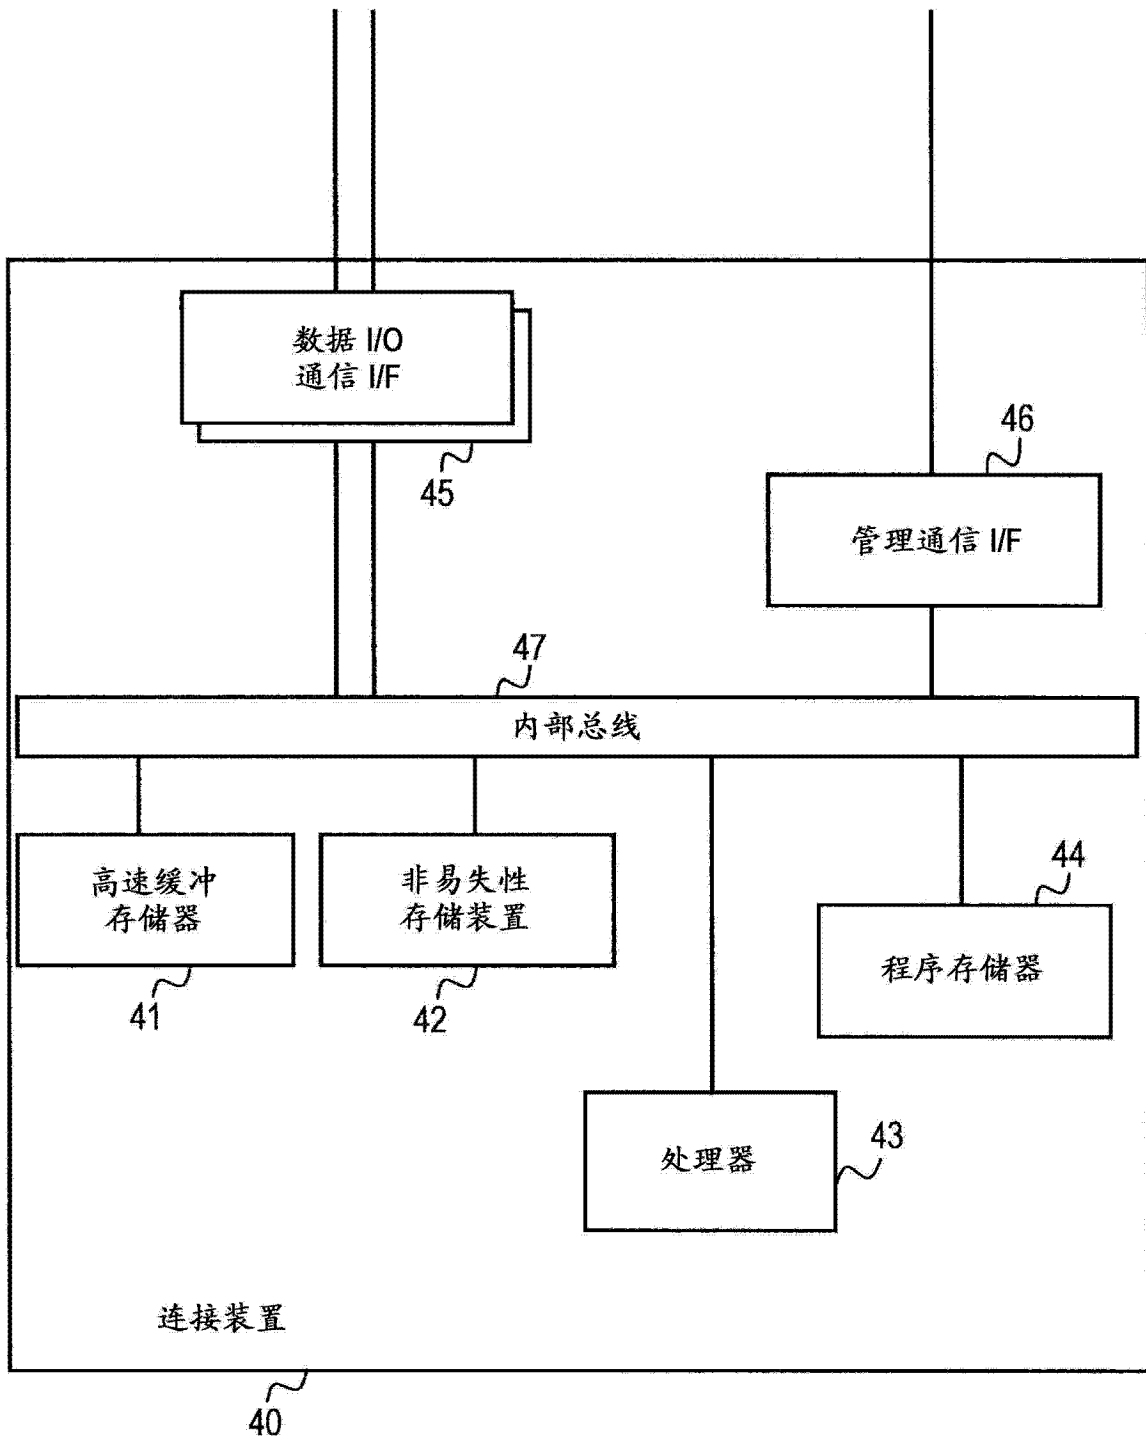 数据 I/O
通信 I/F
45
46
管理通信 I/F
47
内部总线
高速缓冲
存储器
41
非易失性
存储装置
42
44
程序存储器
处理器
43
连接装置
40